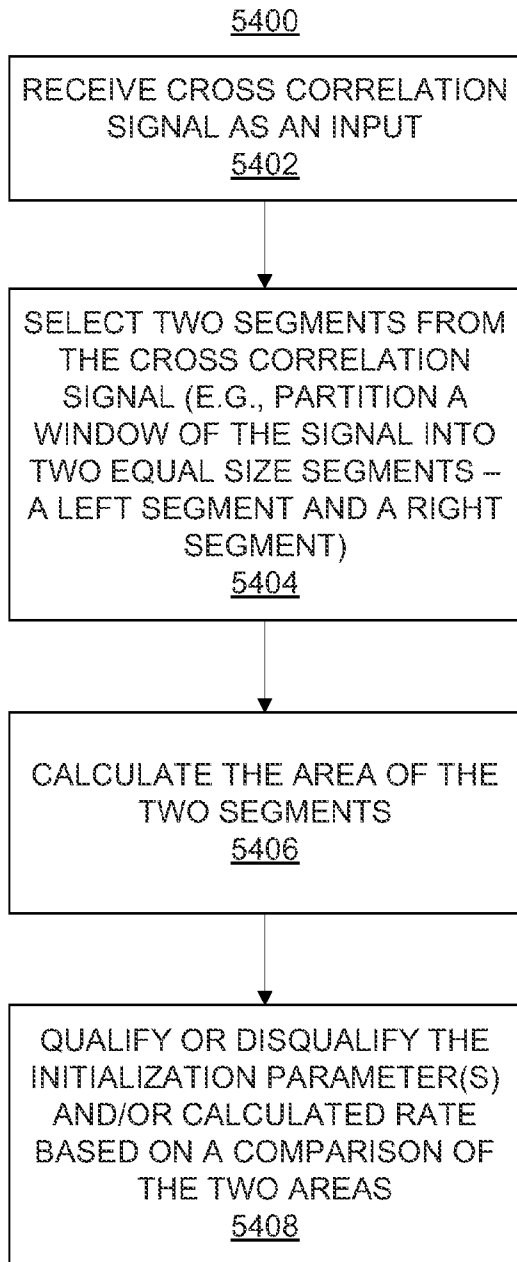 5400
RECEIVE CROSS CORRELATION
SIGNAL AS AN INPUT
5402
SELECT TWO SEGMENTS FROM
THE CROSS CORRELATION
SIGNAL (E.G., PARTITION A
WINDOW OF THE SIGNAL INTO
TWO EQUAL SIZE SEGMENTS –
A LEFT SEGMENT AND A RIGHT
SEGMENT)
5404
CALCULATE THE AREA OF THE
TWO SEGMENTS
5406
QUALIFY OR DISQUALIFY THE
INITIALIZATION PARAMETER(S)
AND/OR CALCULATED RATE
BASED ON A COMPARISON OF
THE TWO AREAS
5408